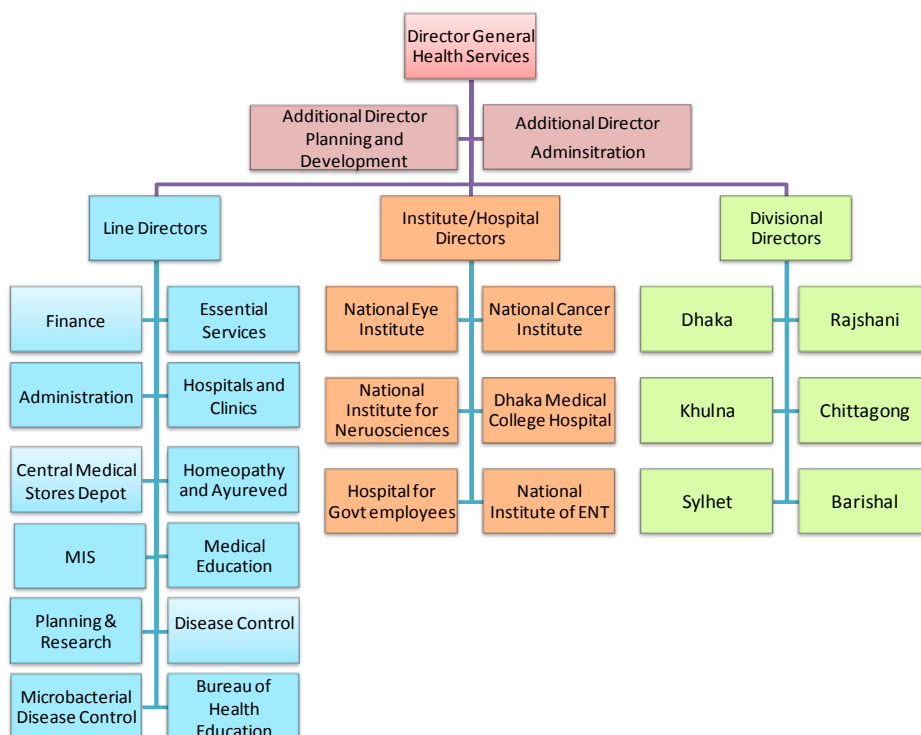 Director General
Health Services
Additional Director
Planning and
Development
Additional Director
Adminsitration
Line Directors
Institute/Hospital
Directors
Divisional
Directors
Finance
Essential
Services
National Eye
Institute
National Cancer
Institute
Dhaka
Rajshani
Administration
Hospitals and
Clinics
National
Institute for
Neruosciences
Dhaka Medical
College Hospital
Khulna
Chittagong
Central Medical
Stores Depot
Homeopathy
and Ayureved
Hospital for
Govt employees
National
Institute of ENT
Sylhet
Barishal
MIS
Medical
Education
Planning &
Research
Disease Control
Microbacterial
Disease Control
Bureau of
Health
Education